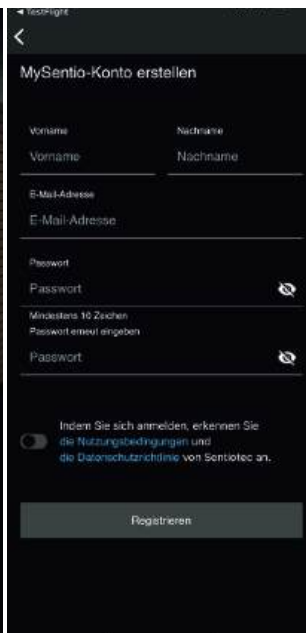 ◄ TestFlight
MySentio-Konto erstellen
Vorname Nachname
Vorname Nachname
E-Mail-Adresse
E-Mail-Adresse
Passwort
Passwort
Mindestens 10 Zeichen
Passwort erneut eingeben
Passwort
Indem Sie sich anmelden, erkennen Sie
die Nutzungsbedingungen und
die Datenschutzrichtlinie von Sentiotec an.
Registrieren